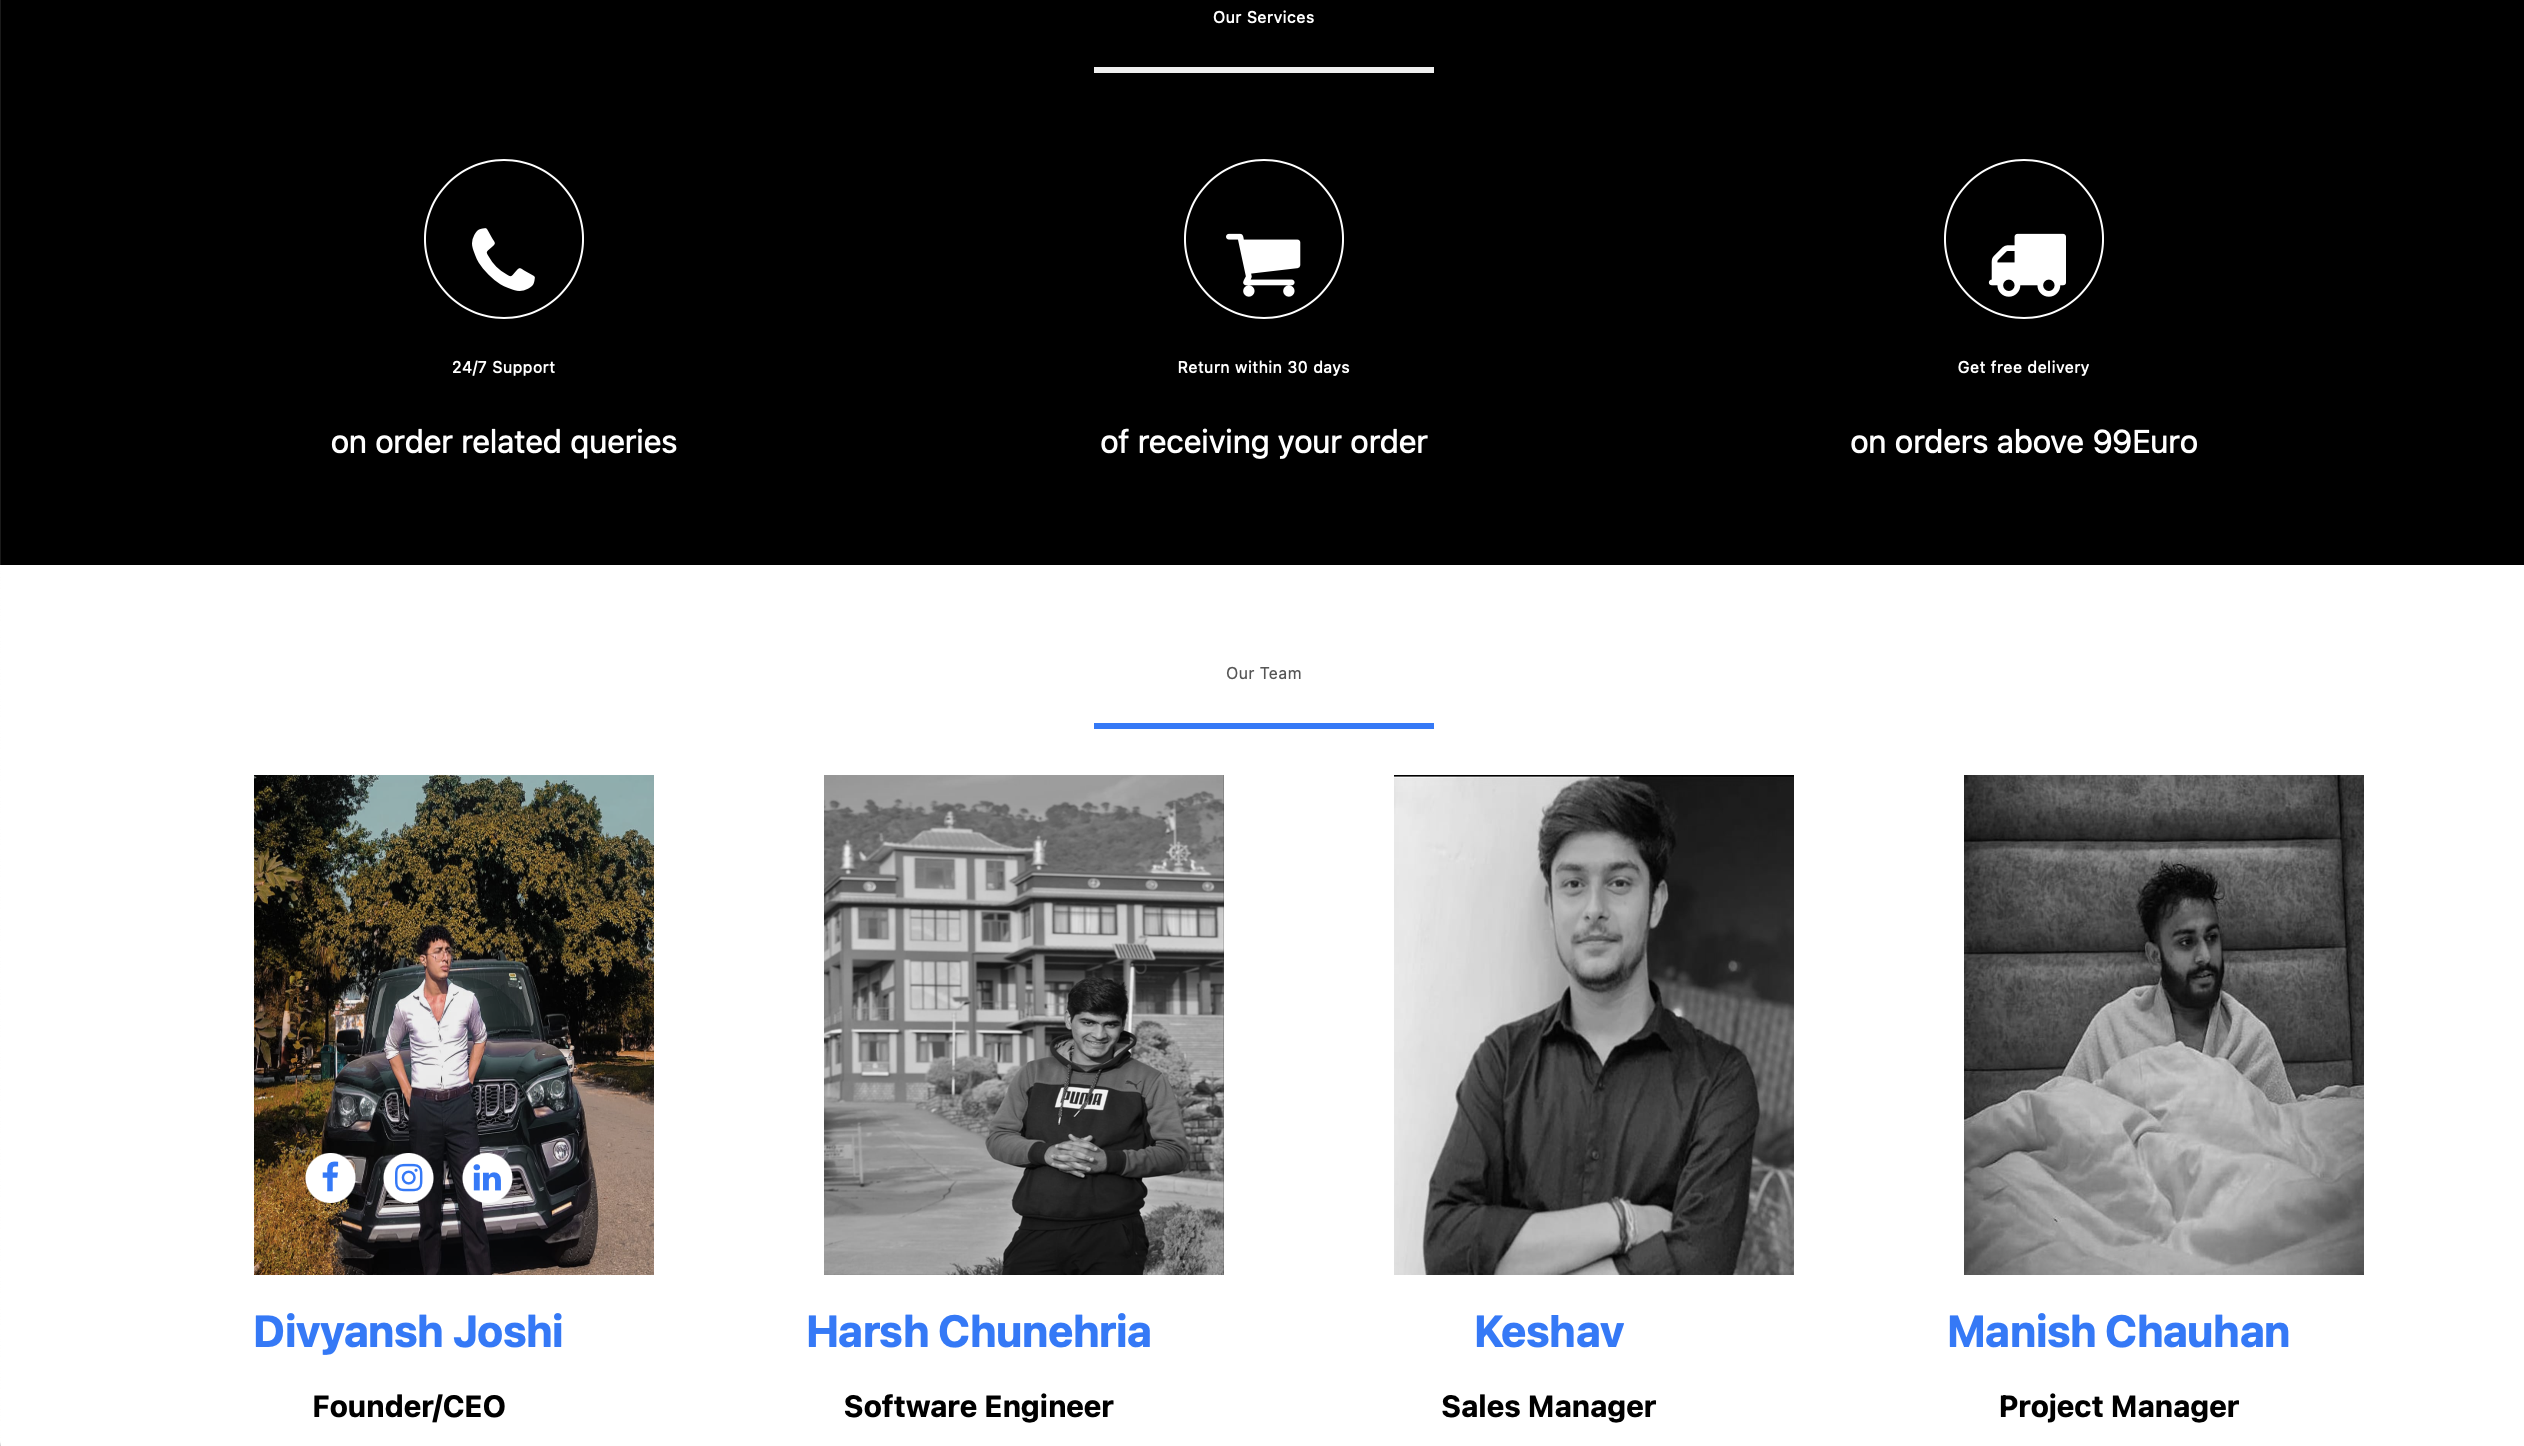 Our Services
24/7 Support
Return within 30 days
Get free delivery
on order related queries
of receiving your order
on orders above 99Euro
Our Team
PUMA
f
in
Divyansh Joshi
Harsh Chunehria
Keshav
Manish Chauhan
Founder/CEO
Software Engineer
Sales Manager
Project Manager